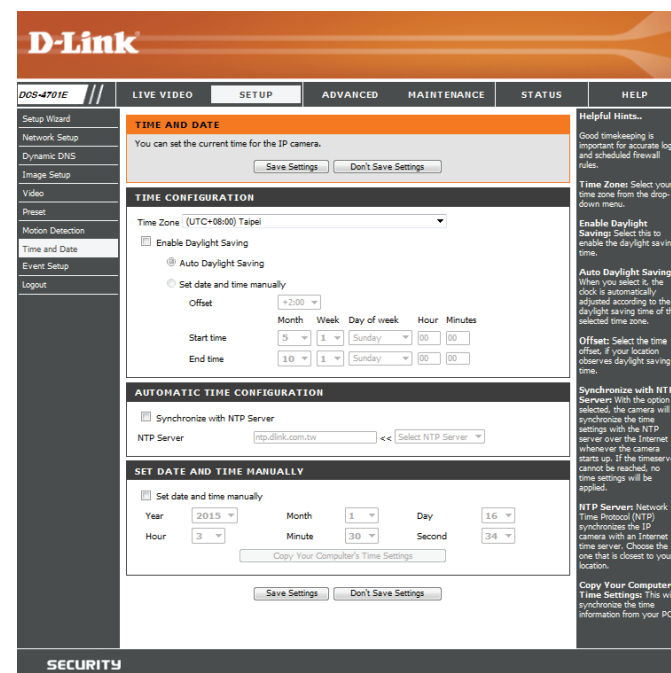 D-Link
DCS-4701E // LIVE VIDEO SETUP ADVANCED MAINTENANCE STATUS HELP
Setup Wizard
Network Setup
Dynamic DNS
Image Setup
Video
Preset
Motion Detection
Time and Date
Event Setup
Logout
TIME AND DATE
You can set the current time for the IP camera.
Save Settings Don't Save Settings
TIME CONFIGURATION
Time Zone (UTC+08:00) Taipei
Enable Daylight Saving
Auto Daylight Saving
Set date and time manually
Offset +2:00
Month Week Day of week Hour Minutes
Start time 5 1 Sunday 00 00
End time 10 1 Sunday 00 00
AUTOMATIC TIME CONFIGURATION
Synchronize with NTP Server
NTP Server ntp.dlink.com.tw << Select NTP Server
SET DATE AND TIME MANUALLY
Set date and time manually
Year 2015 Month 1 Day 16
Hour 3 Minute 30 Second 34
Copy Your Computer's Time Settings
Save Settings Don't Save Settings
Helpful Hints..
Good timekeeping is
important for accurate log
and scheduled firewall
rules.
Time Zone: Select your
time zone from the drop-
down menu.
Enable Daylight
Saving: Select this to
enable the daylight savin
time.
Auto Daylight Saving
When you select it, the
clock is automatically
adjusted according to the
daylight saving time of th
selected time zone.
Offset: Select the time
offset, if your location
observes daylight saving
time.
Synchronize with NTP
Server: With the option
selected, the camera will
synchronize the time
settings with the NTP
server over the Internet
whenever the camera
starts up. If the timeserve
cannot be reached, no
time settings will be
applied.
NTP Server: Network
Time Protocol (NTP)
synchronizes the IP
camera with an Internet
time server. Choose the
one that is closest to you
location.
Copy Your Computer
Time Settings: This wi
synchronize the time
information from your PC
SECURITY